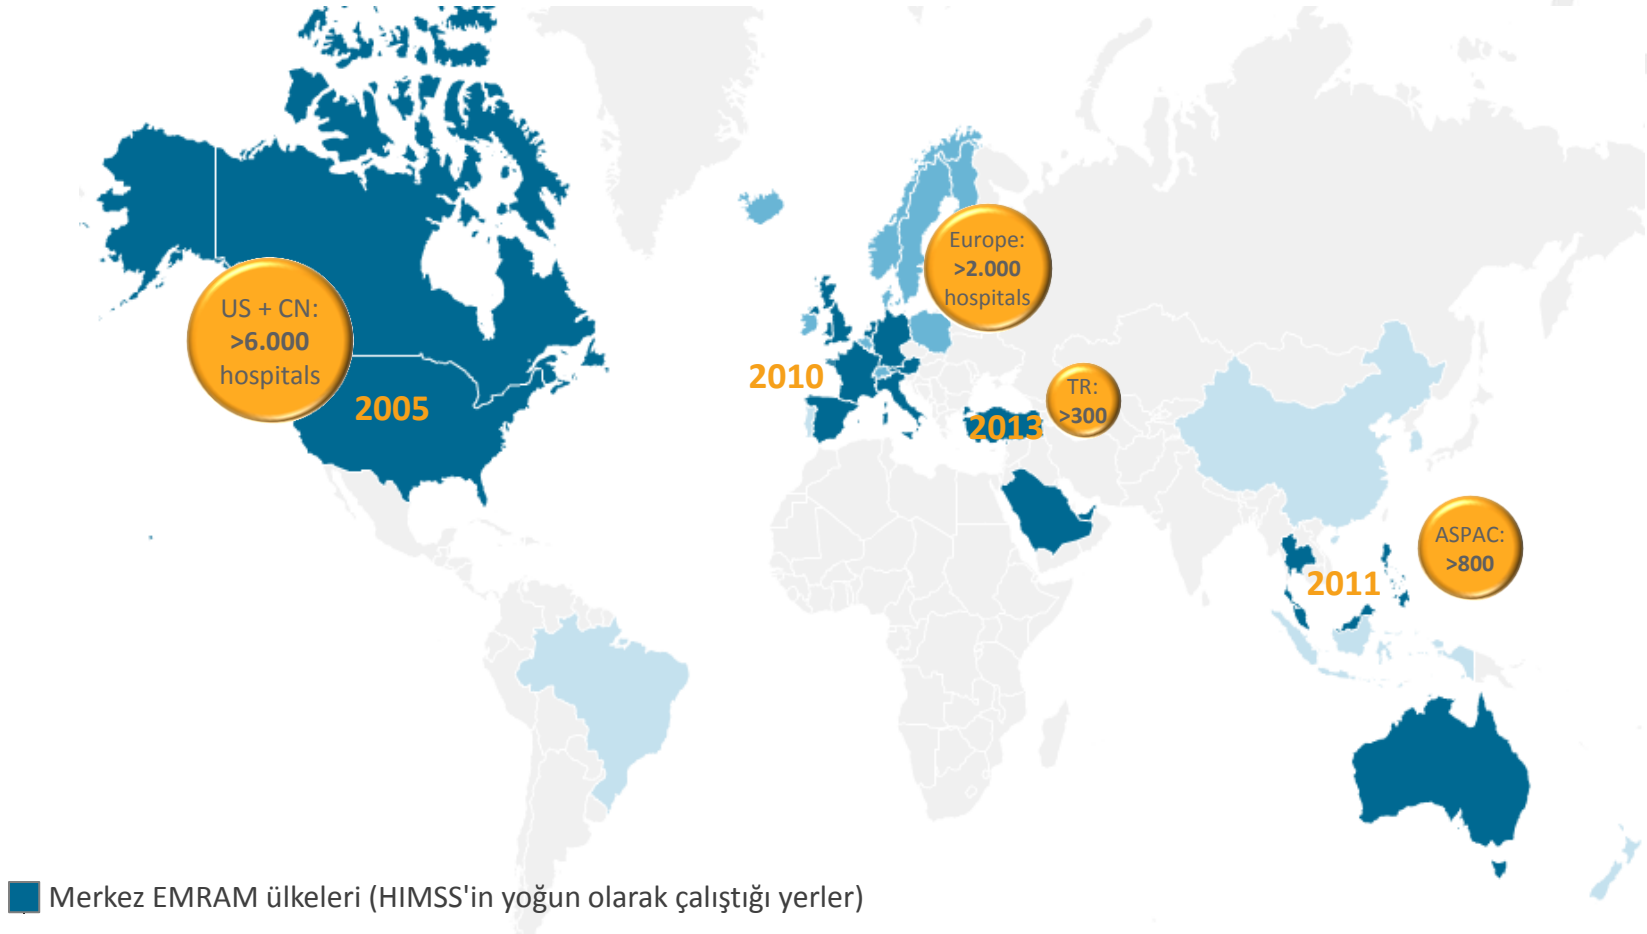 Europe:
>2.000
hospitals
US + CN:
>6.000
hospitals
2010
2005
TR:
>300
2013
ASPAC:
>800
2011
Merkez EMRAM ülkeleri (HIMSS'in yoğun olarak çalıştığı yerler)